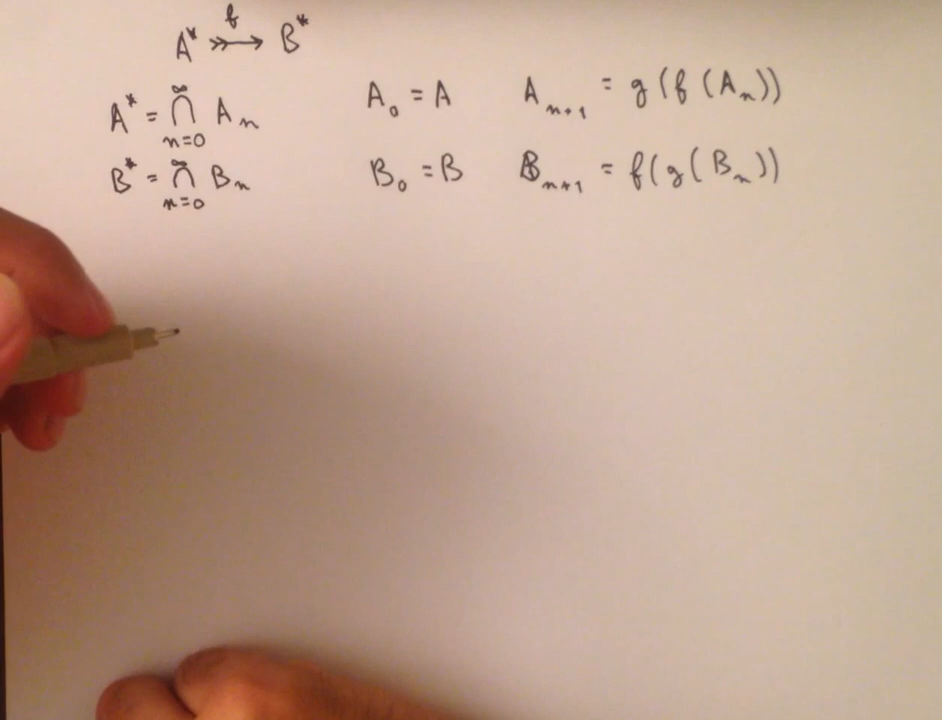 A* ↠ᶠ B*
A* = ⋂_{n=0}^{∞} A_n    A_0 = A    A_{n+1} = g(f(A_n))
B* = ⋂_{n=0}^{∞} B_n    B_0 = B    B_{n+1} = f(g(B_n))